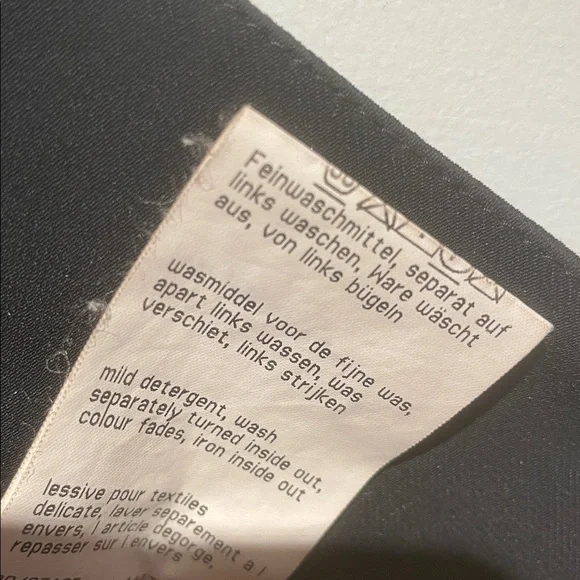 Feinwaschmittel, separat auf
links waschen, Ware wäscht
aus, von links bügeln
wasmiddel voor de fijne was,
apart links wassen, was
verschiet, links strijken
mild detergent, wash
separately turned inside out,
colour fades, iron inside out
lessive pour textiles
delicate, laver separement a l
envers, l article degorge,
repasser sur l envers